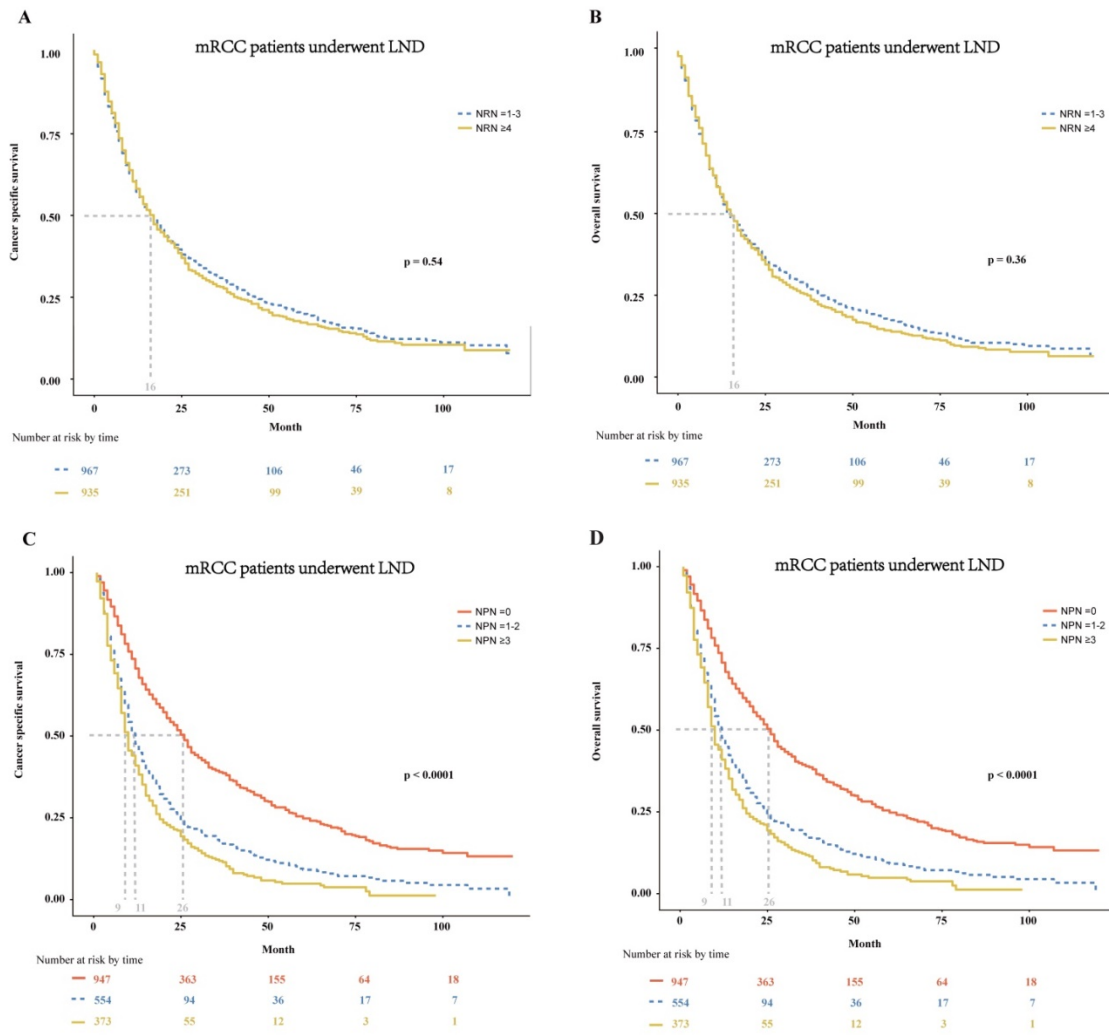 A
mRCC patients underwent LND
1.00
0.75
0.50
0.25
0.00
Cancer specific survival
NRN =1-3
NRN ≥4
p = 0.54
16
0 25 50 75 100
Month
Number at risk by time
967 273 106 46 17
935 251 99 39 8
B
mRCC patients underwent LND
1.00
0.75
0.50
0.25
0.00
Overall survival
NRN =1-3
NRN ≥4
p = 0.36
16
0 25 50 75 100
Month
Number at risk by time
967 273 106 46 17
935 251 99 39 8
C
mRCC patients underwent LND
1.00
0.75
0.50
0.25
0.00
Cancer specific survival
NPN =0
NPN =1-2
NPN ≥3
p < 0.0001
9 11 26
0 25 50 75 100
Month
Number at risk by time
947 363 155 64 18
554 94 36 17 7
373 55 12 3 1
D
mRCC patients underwent LND
1.00
0.75
0.50
0.25
0.00
Overall survival
NPN =0
NPN =1-2
NPN ≥3
p < 0.0001
9 11 26
0 25 50 75 100
Month
Number at risk by time
947 363 155 64 18
554 94 36 17 7
373 55 12 3 1